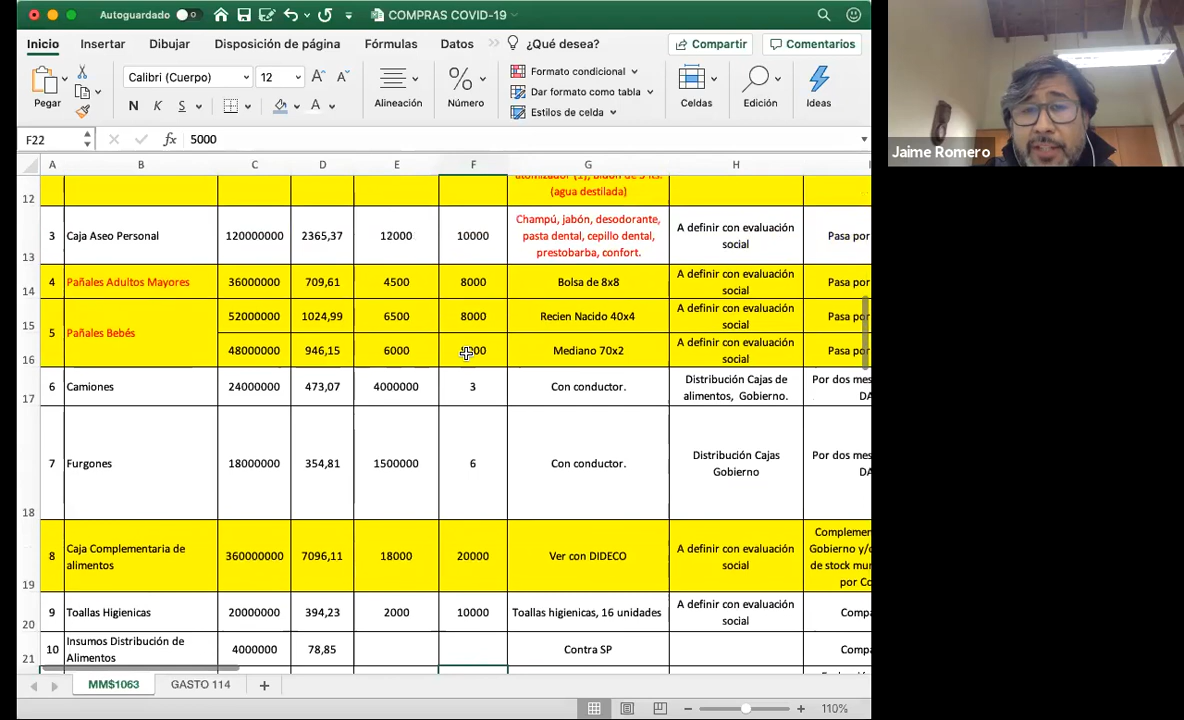 Autoguardado
COMPRAS COVID-19
Inicio Insertar Dibujar Disposición de página Fórmulas Datos ¿Qué desea? Compartir Comentarios
Pegar
Calibri (Cuerpo) 12
N K S
Alineación
Número
Formato condicional
Dar formato como tabla
Estilos de celda
Celdas
Edición
Ideas
F22 fx 5000
A B C D E F G H
12
(agua destilada)
13 3 Caja Aseo Personal 120000000 2365,37 12000 10000
Champú, jabón, desodorante,
pasta dental, cepillo dental,
prestobarba, confort.
A definir con evaluación
social
Pasa por
14 4 Pañales Adultos Mayores 36000000 709,61 4500 8000 Bolsa de 8x8
A definir con evaluación
social
Pasa por
15 5 Pañales Bebés 52000000 1024,99 6500 8000 Recien Nacido 40x4
A definir con evaluación
social
Pasa por
16 48000000 946,15 6000 Mediano 70x2
A definir con evaluación
social
Pasa por
17 6 Camiones 24000000 473,07 4000000 3 Con conductor.
Distribución Cajas de
alimentos, Gobierno.
Por dos mes
DA
18 7 Furgones 18000000 354,81 1500000 6 Con conductor.
Distribución Cajas
Gobierno
Por dos mes
DA
19 8 Caja Complementaria de
alimentos
360000000 7096,11 18000 20000 Ver con DIDECO
A definir con evaluación
social
Complemen
Gobierno y/o
de stock mun
por Co
20 9 Toallas Higienicas 20000000 394,23 2000 10000 Toallas higienicas, 16 unidades
A definir con evaluación
social
Compa
21 10 Insumos Distribución de
Alimentos
4000000 78,85 Contra SP
Compa
MM$1063 GASTO 114
110%
Jaime Romero